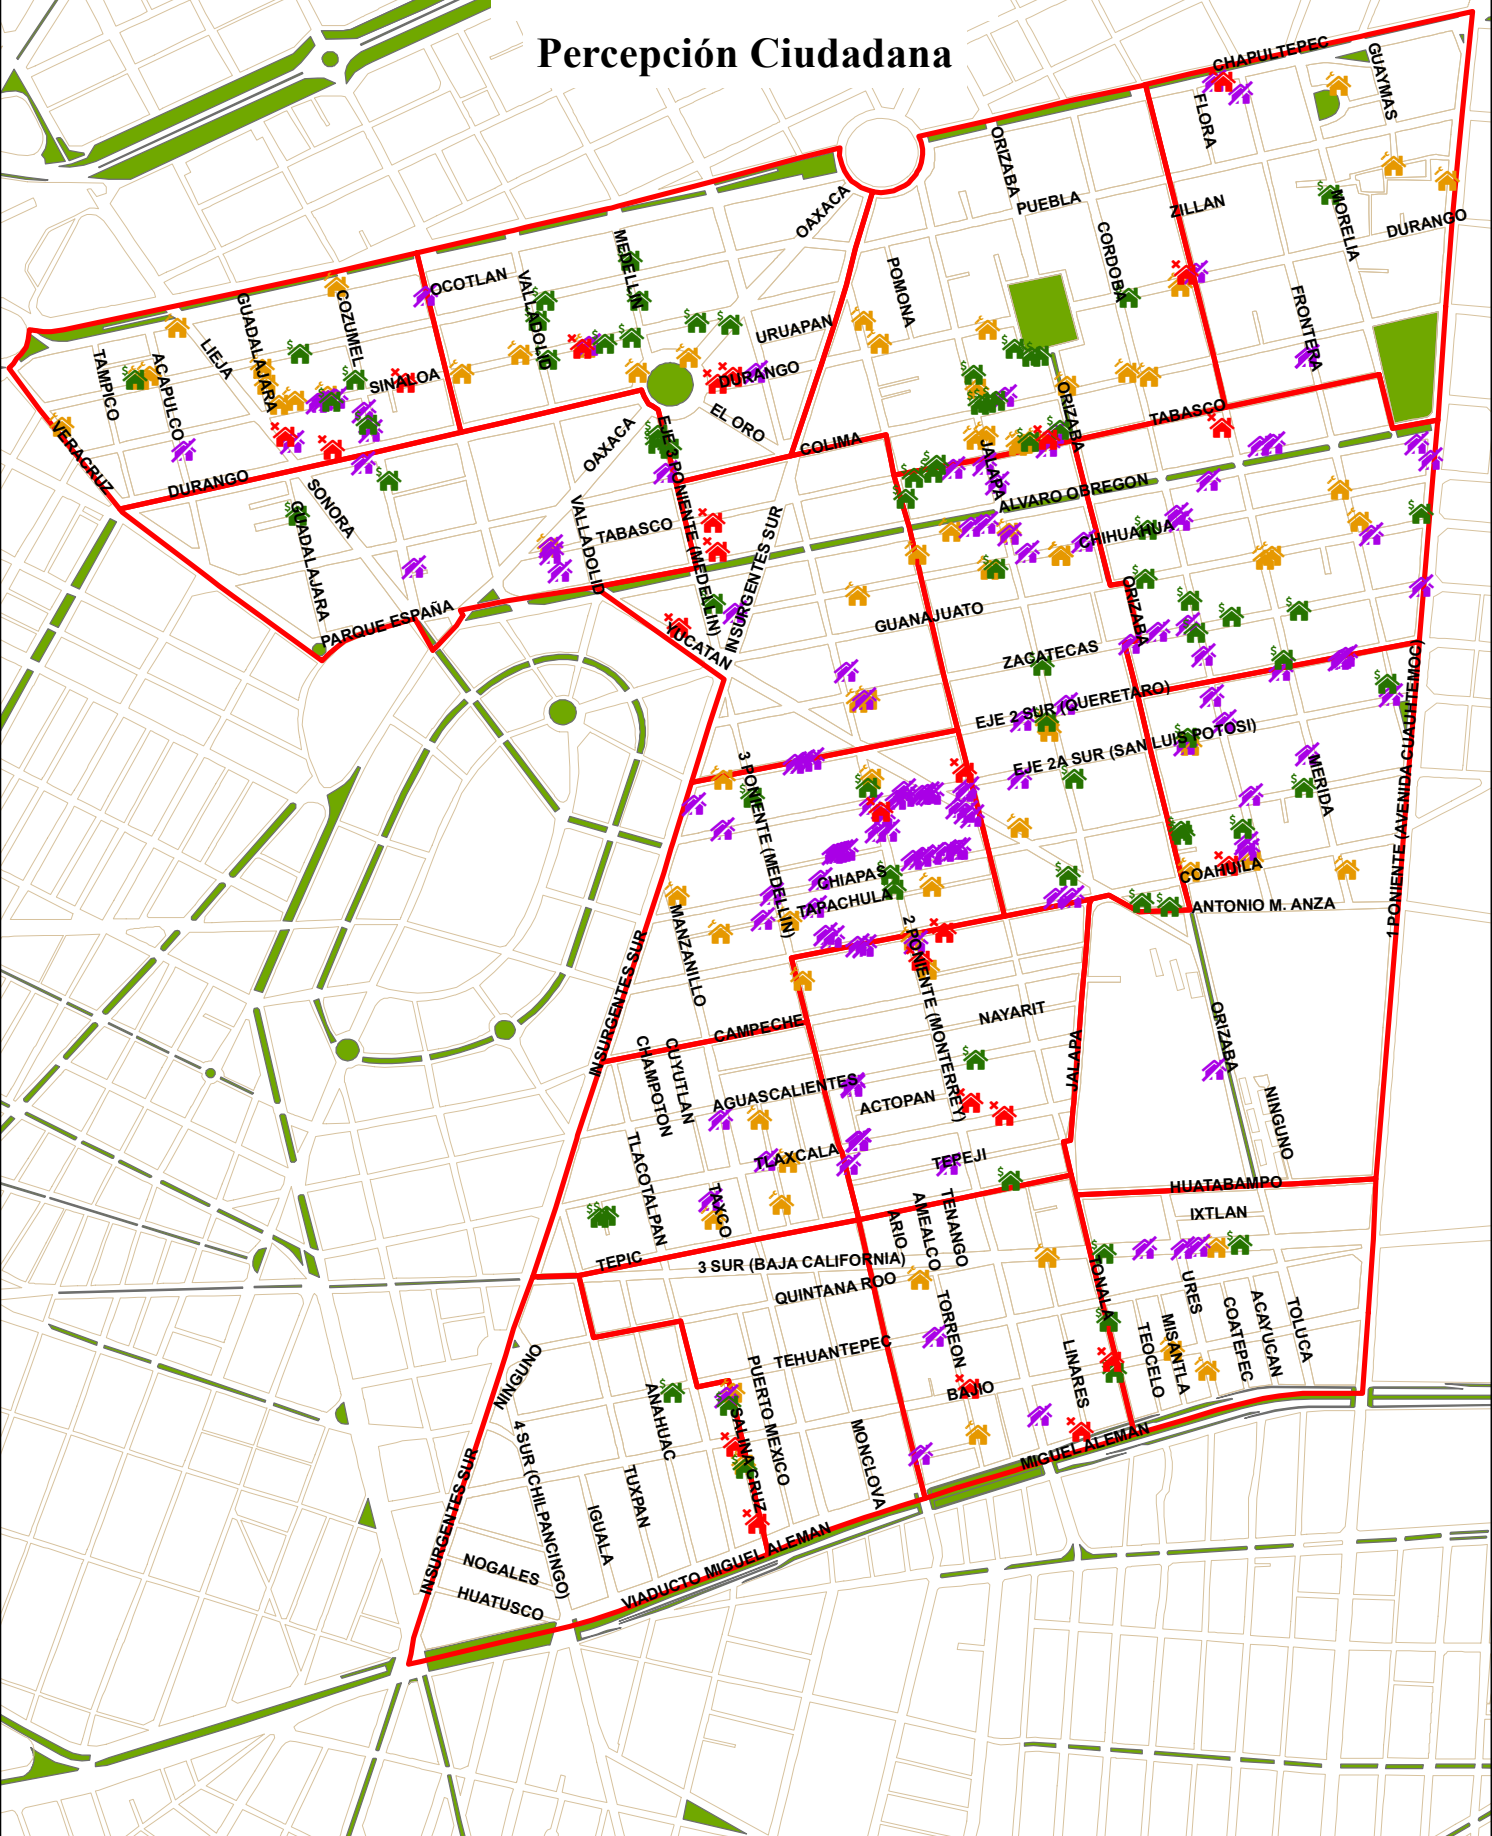 Percepción Ciudadana
CHAPULTEPEC
GUAYMAS
FLORA
ORIZABA
PUEBLA
ZILLAN
MORELIA
DURANGO
OAXACA
CORDOBA
POMONA
MEDELLIN
OCOTLAN
VALLADOLID
COZUMEL
GUADALAJARA
LIEJA
TAMPICO
ACAPULCO
SINALOA
URUAPAN
DURANGO
FRONTERA
EL ORO
ORIZABA
TABASCO
OAXACA
COLIMA
JALAPA
VERACRUZ
DURANGO
SONORA
GUADALAJARA
EJE 3 PONIENTE (MEDELLIN)
ALVARO OBREGON
VALLADOLID
TABASCO
INSURGENTES SUR
CHIHUAHUA
PARQUE ESPAÑA
YUCATAN
GUANAJUATO
ORIZABA
ZACATECAS
EJE 2 SUR (QUERETARO)
EJE 2A SUR (SAN LUIS POTOSI)
1 PONIENTE (AVENIDA CUAUHTEMOC)
MERIDA
3 PONIENTE (MEDELLIN)
CHIAPAS
TAPACHULA
COAHUILA
ANTONIO M. ANZA
MANZANILLO
2 PONIENTE (MONTERREY)
INSURGENTES SUR
NAYARIT
CAMPECHE
JALAPA
ORIZABA
CHAMPOTON
CUYUTLAN
AGUASCALIENTES
ACTOPAN
NINGUNO
TLAXCALA
TEPEJI
TLACOTALPAN
TAXCO
HUATABAMPO
IXTLAN
ARIO
AMEALCO
TENANGO
TEPIC
3 SUR (BAJA CALIFORNIA)
QUINTANA ROO
TONALA
URES
COATEPEC
ACAYUCAN
TOLUCA
TORREON
TEHUANTEPEC
LINARES
TEOCELO
MISANTLA
NINGUNO
ANAHUAC
PUERTO MEXICO
SALINA CRUZ
BAJIO
MONCLOVA
4 SUR (CHILPANCINGO)
TUXPAN
IGUALA
INSURGENTES SUR
MIGUEL ALEMAN
VIADUCTO MIGUEL ALEMAN
NOGALES
HUATUSCO